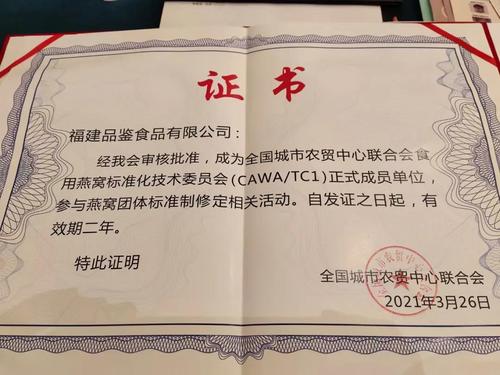 证书
福建品鉴食品有限公司：
经我会审核批准，成为全国城市农贸中心联合会食
用燕窝标准化技术委员会(CAWA/TC1)正式成员单位，
参与燕窝团体标准制修定相关活动。自发证之日起，有
效期二年。
特此证明
全国城市农贸中心联合会
2021年3月26日